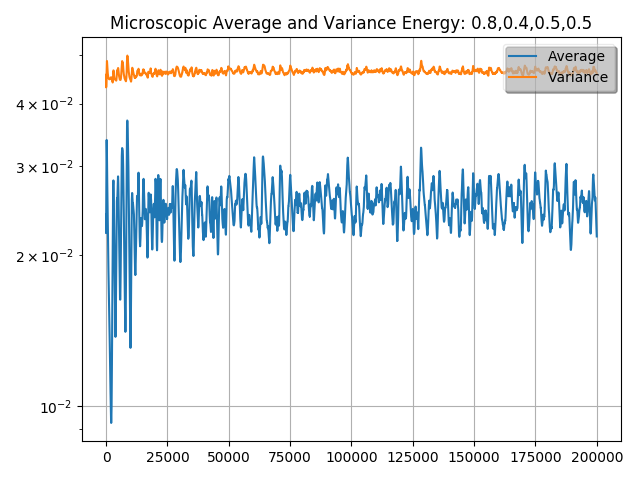 Microscopic Average and Variance Energy: 0.8,0.4,0.5,0.5
Average
Variance
4 × 10⁻²
3 × 10⁻²
2 × 10⁻²
10⁻²
0 25000 50000 75000 100000 125000 150000 175000 200000